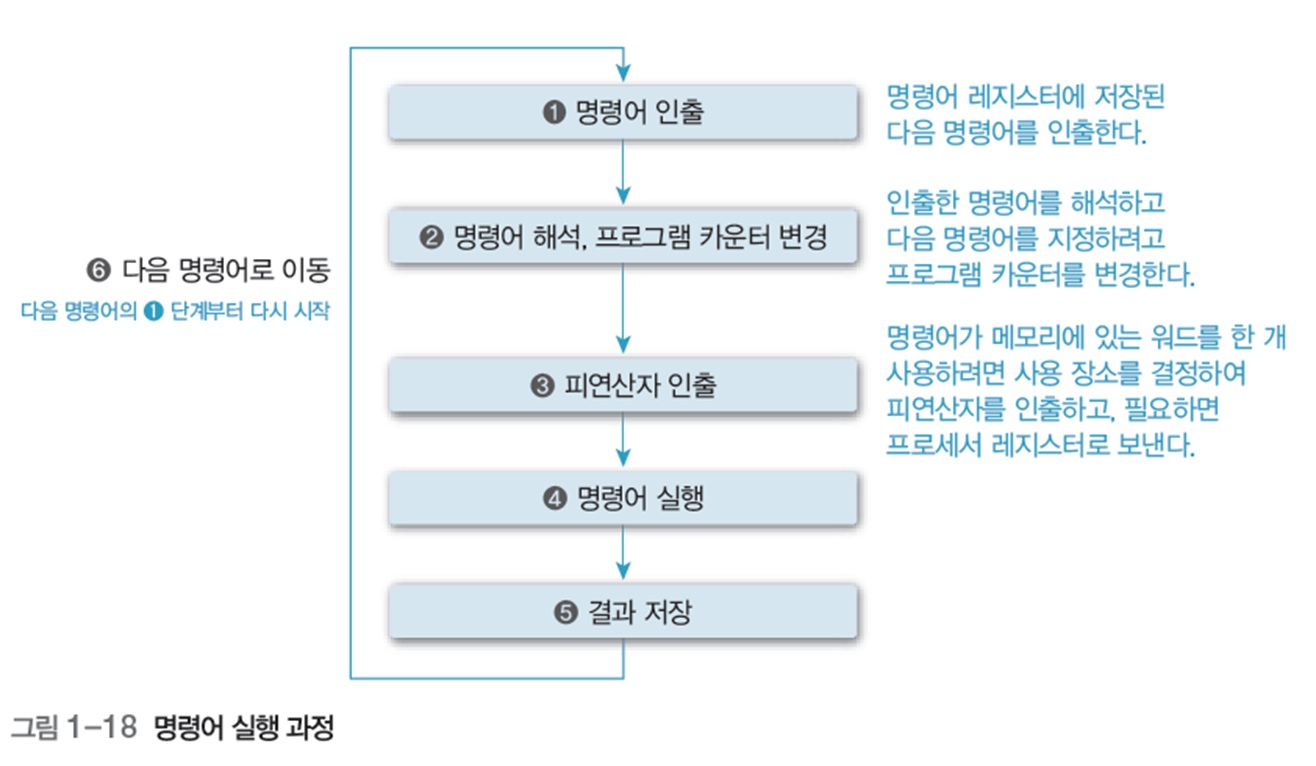 ❶ 명령어 인출
명령어 레지스터에 저장된
다음 명령어를 인출한다.
❷ 명령어 해석, 프로그램 카운터 변경
인출한 명령어를 해석하고
다음 명령어를 지정하려고
프로그램 카운터를 변경한다.
❻ 다음 명령어로 이동
다음 명령어의 ❶ 단계부터 다시 시작
❸ 피연산자 인출
명령어가 메모리에 있는 워드를 한 개
사용하려면 사용 장소를 결정하여
피연산자를 인출하고, 필요하면
프로세서 레지스터로 보낸다.
❹ 명령어 실행
❺ 결과 저장
그림 1-18 명령어 실행 과정